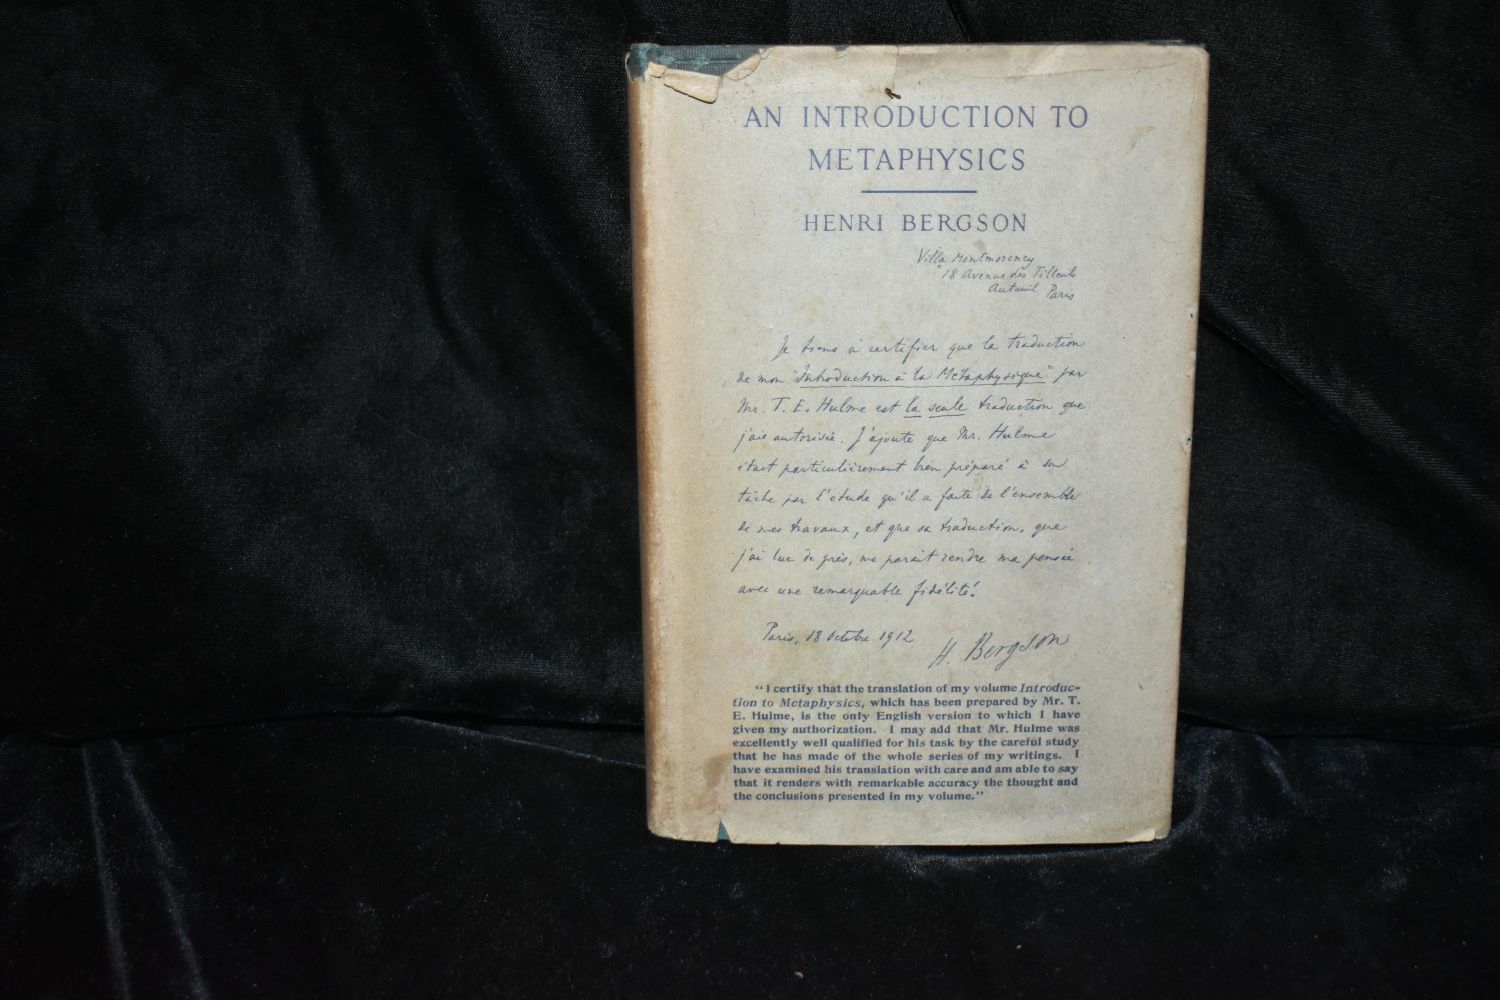 AN INTRODUCTION TO
METAPHYSICS
HENRI BERGSON
Villa Montmorency
18 Avenue des Tilleuls
Auteuil Paris
Je tiens à certifier que la traduction
de mon "Introduction à la Métaphysique" par
Mr. T. E. Hulme est la seule traduction que
j'aie autorisée. J'ajoute que Mr. Hulme
était particulièrement bien préparé à sa
tâche par l'étude qu'il a faite de l'ensemble
de mes travaux, et que sa traduction, que
j'ai lue de près, me paraît rendre ma pensée
avec une remarquable fidélité.
Paris, 18 Octobre 1912
H. Bergson
"I certify that the translation of my volume Introduc-
tion to Metaphysics, which has been prepared by Mr. T.
E. Hulme, is the only English version to which I have
given my authorization. I may add that Mr. Hulme was
excellently well qualified for his task by the careful study
that he has made of the whole series of my writings. I
have examined his translation with care and am able to say
that it renders with remarkable accuracy the thought and
the conclusions presented in my volume."